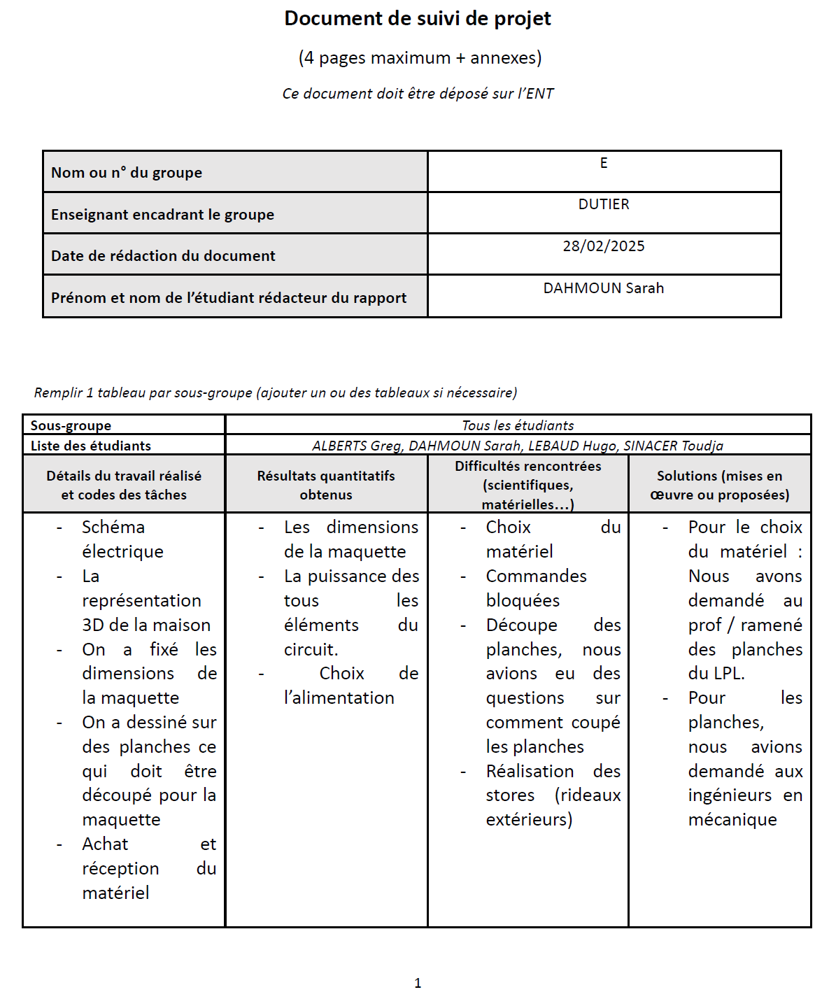 Document de suivi de projet
(4 pages maximum + annexes)
Ce document doit être déposé sur l’ENT
Nom ou n° du groupe
E
Enseignant encadrant le groupe
DUTIER
Date de rédaction du document
28/02/2025
Prénom et nom de l’étudiant rédacteur du rapport
DAHMOUN Sarah
Remplir 1 tableau par sous-groupe (ajouter un ou des tableaux si nécessaire)
Sous-groupe
Tous les étudiants
Liste des étudiants
ALBERTS Greg, DAHMOUN Sarah, LEBAUD Hugo, SINACER Toudja
Détails du travail réalisé
et codes des tâches
Résultats quantitatifs
obtenus
Difficultés rencontrées
(scientifiques,
matérielles…)
Solutions (mises en
œuvre ou proposées)
- Schéma
électrique
- La
représentation
3D de la maison
- On a fixé les
dimensions de
la maquette
- On a dessiné sur
des planches ce
qui doit être
découpé pour la
maquette
- Achat et
réception du
matériel
- Les dimensions
de la maquette
- La puissance des
tous les
éléments du
circuit.
- Choix de
l’alimentation
- Choix du
matériel
- Commandes
bloquées
- Découpe des
planches, nous
avions eu des
questions sur
comment coupé
les planches
- Réalisation des
stores (rideaux
extérieurs)
- Pour le choix
du matériel :
Nous avons
demandé au
prof / ramené
des planches
du LPL.
- Pour les
planches,
nous avions
demandé aux
ingénieurs en
mécanique
1